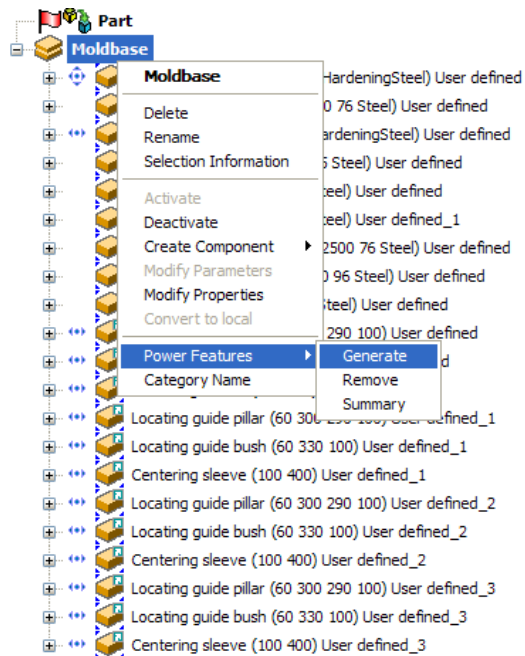 Part
Moldbase
Moldbase
Delete
Rename
Selection Information
Activate
Deactivate
Create Component
Modify Parameters
Modify Properties
Convert to local
Power Features
Category Name
Generate
Remove
Summary
HardeningSteel) User defined
0 76 Steel) User defined
ardeningSteel) User defined
Steel) User defined
teel) User defined
teel) User defined_1
2500 76 Steel) User defined
0 96 Steel) User defined
Steel) User defined
290 100) User defined
d
Locating guide pillar (60 300 290 100) User defined_1
Locating guide bush (60 330 100) User defined_1
Centering sleeve (100 400) User defined_1
Locating guide pillar (60 300 290 100) User defined_2
Locating guide bush (60 330 100) User defined_2
Centering sleeve (100 400) User defined_2
Locating guide pillar (60 300 290 100) User defined_3
Locating guide bush (60 330 100) User defined_3
Centering sleeve (100 400) User defined_3